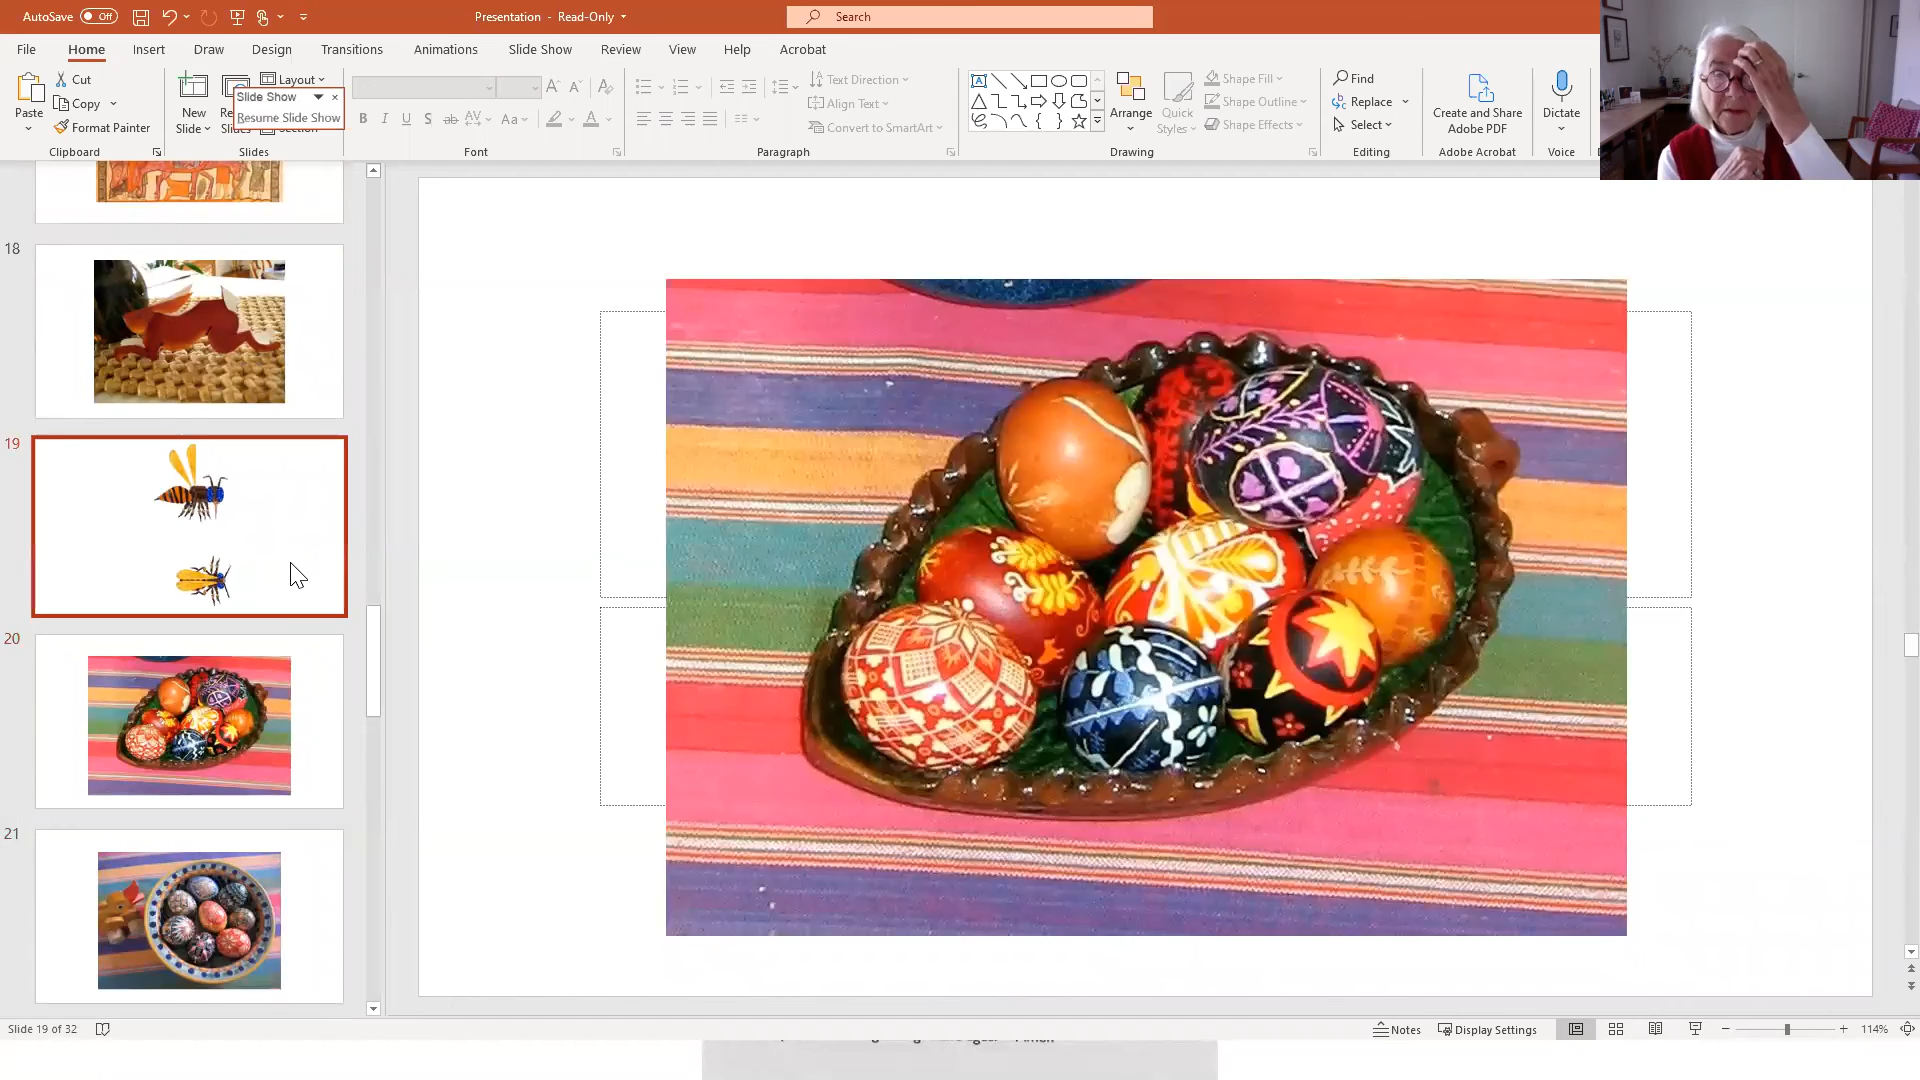 AutoSave Off Presentation - Read-Only Search
File Home Insert Draw Design Transitions Animations Slide Show Review View Help Acrobat
Paste
Cut
Copy
Format Painter
Clipboard
New
Slide
Layout
Slide Show
Resume Slide Show
Slides
B I U S ab AV Aa A
Font
Text Direction
Align Text
Convert to SmartArt
Paragraph
Arrange
Quick
Styles
Shape Fill
Shape Outline
Shape Effects
Drawing
Find
Replace
Select
Editing
Create and Share
Adobe PDF
Adobe Acrobat
Dictate
Voice
18
19
20
21
Slide 19 of 32 Notes Display Settings 114%